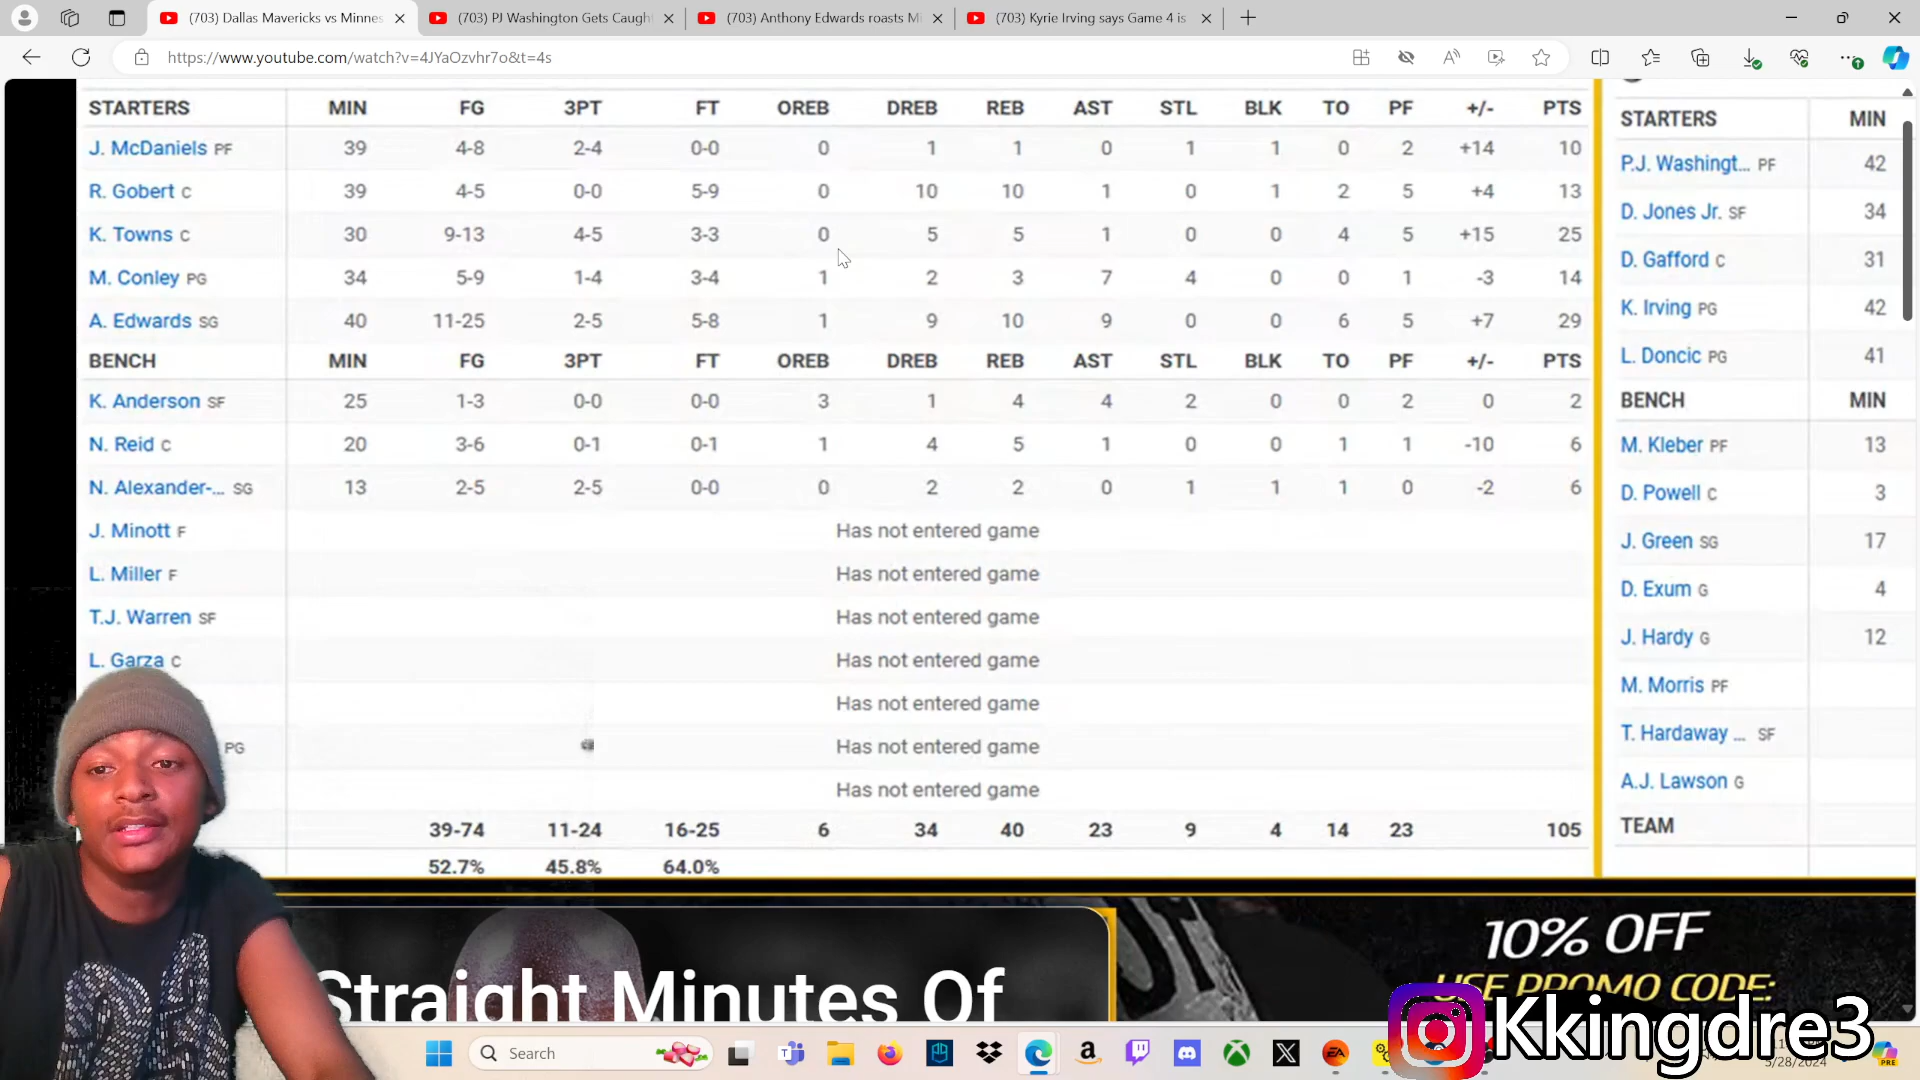 (703) Dallas Mavericks vs Minnes
(703) PJ Washington Gets Caught
(703) Anthony Edwards roasts Mi
(703) Kyrie Irving says Game 4 is
https://www.youtube.com/watch?v=4JYaOzvhr7o&t=4s
STARTERS MIN FG 3PT FT OREB DREB REB AST STL BLK TO PF +/- PTS
J. McDaniels PF 39 4-8 2-4 0-0 0 1 1 0 1 1 0 2 +14 10
R. Gobert C 39 4-5 0-0 5-9 0 10 10 1 0 1 2 5 +4 13
K. Towns C 30 9-13 4-5 3-3 0 5 5 1 0 0 4 5 +15 25
M. Conley PG 34 5-9 1-4 3-4 1 2 3 7 4 0 0 1 -3 14
A. Edwards SG 40 11-25 2-5 5-8 1 9 10 9 0 0 6 5 +7 29
BENCH MIN FG 3PT FT OREB DREB REB AST STL BLK TO PF +/- PTS
K. Anderson SF 25 1-3 0-0 0-0 3 1 4 4 2 0 0 2 0 2
N. Reid C 20 3-6 0-1 0-1 1 4 5 1 0 0 1 1 -10 6
N. Alexander-... SG 13 2-5 2-5 0-0 0 2 2 0 1 1 1 0 -2 6
J. Minott F Has not entered game
L. Miller F Has not entered game
T.J. Warren SF Has not entered game
L. Garza C Has not entered game
Has not entered game
PG Has not entered game
Has not entered game
39-74 11-24 16-25 6 34 40 23 9 4 14 23 105
52.7% 45.8% 64.0%
STARTERS MIN
P.J. Washingt... PF 42
D. Jones Jr. SF 34
D. Gafford C 31
K. Irving PG 42
L. Doncic PG 41
BENCH MIN
M. Kleber PF 13
D. Powell C 3
J. Green SG 17
D. Exum G 4
J. Hardy G 12
M. Morris PF
T. Hardaway ... SF
A.J. Lawson G
TEAM
Straight Minutes Of
10% OFF
USE PROMO CODE:
Kkingdre3
Search
5/28/2024